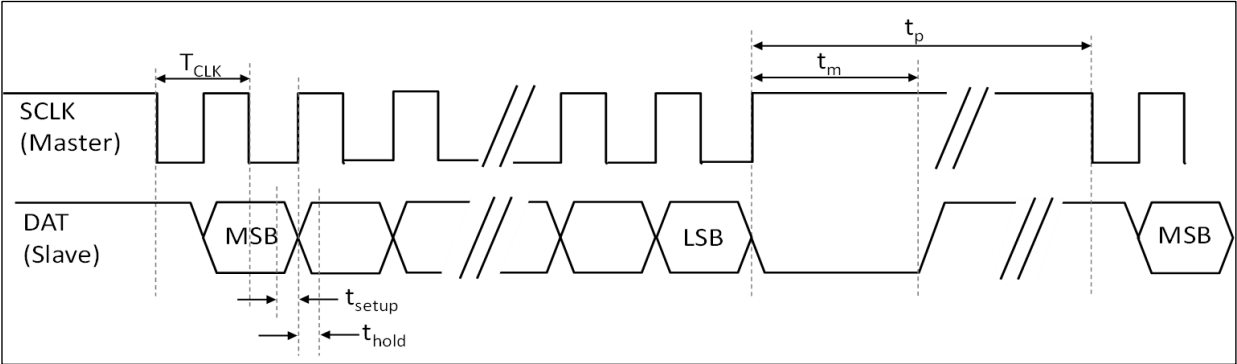 t_p
T_CLK
t_m
SCLK
(Master)
DAT
(Slave)
MSB
LSB
MSB
t_setup
t_hold